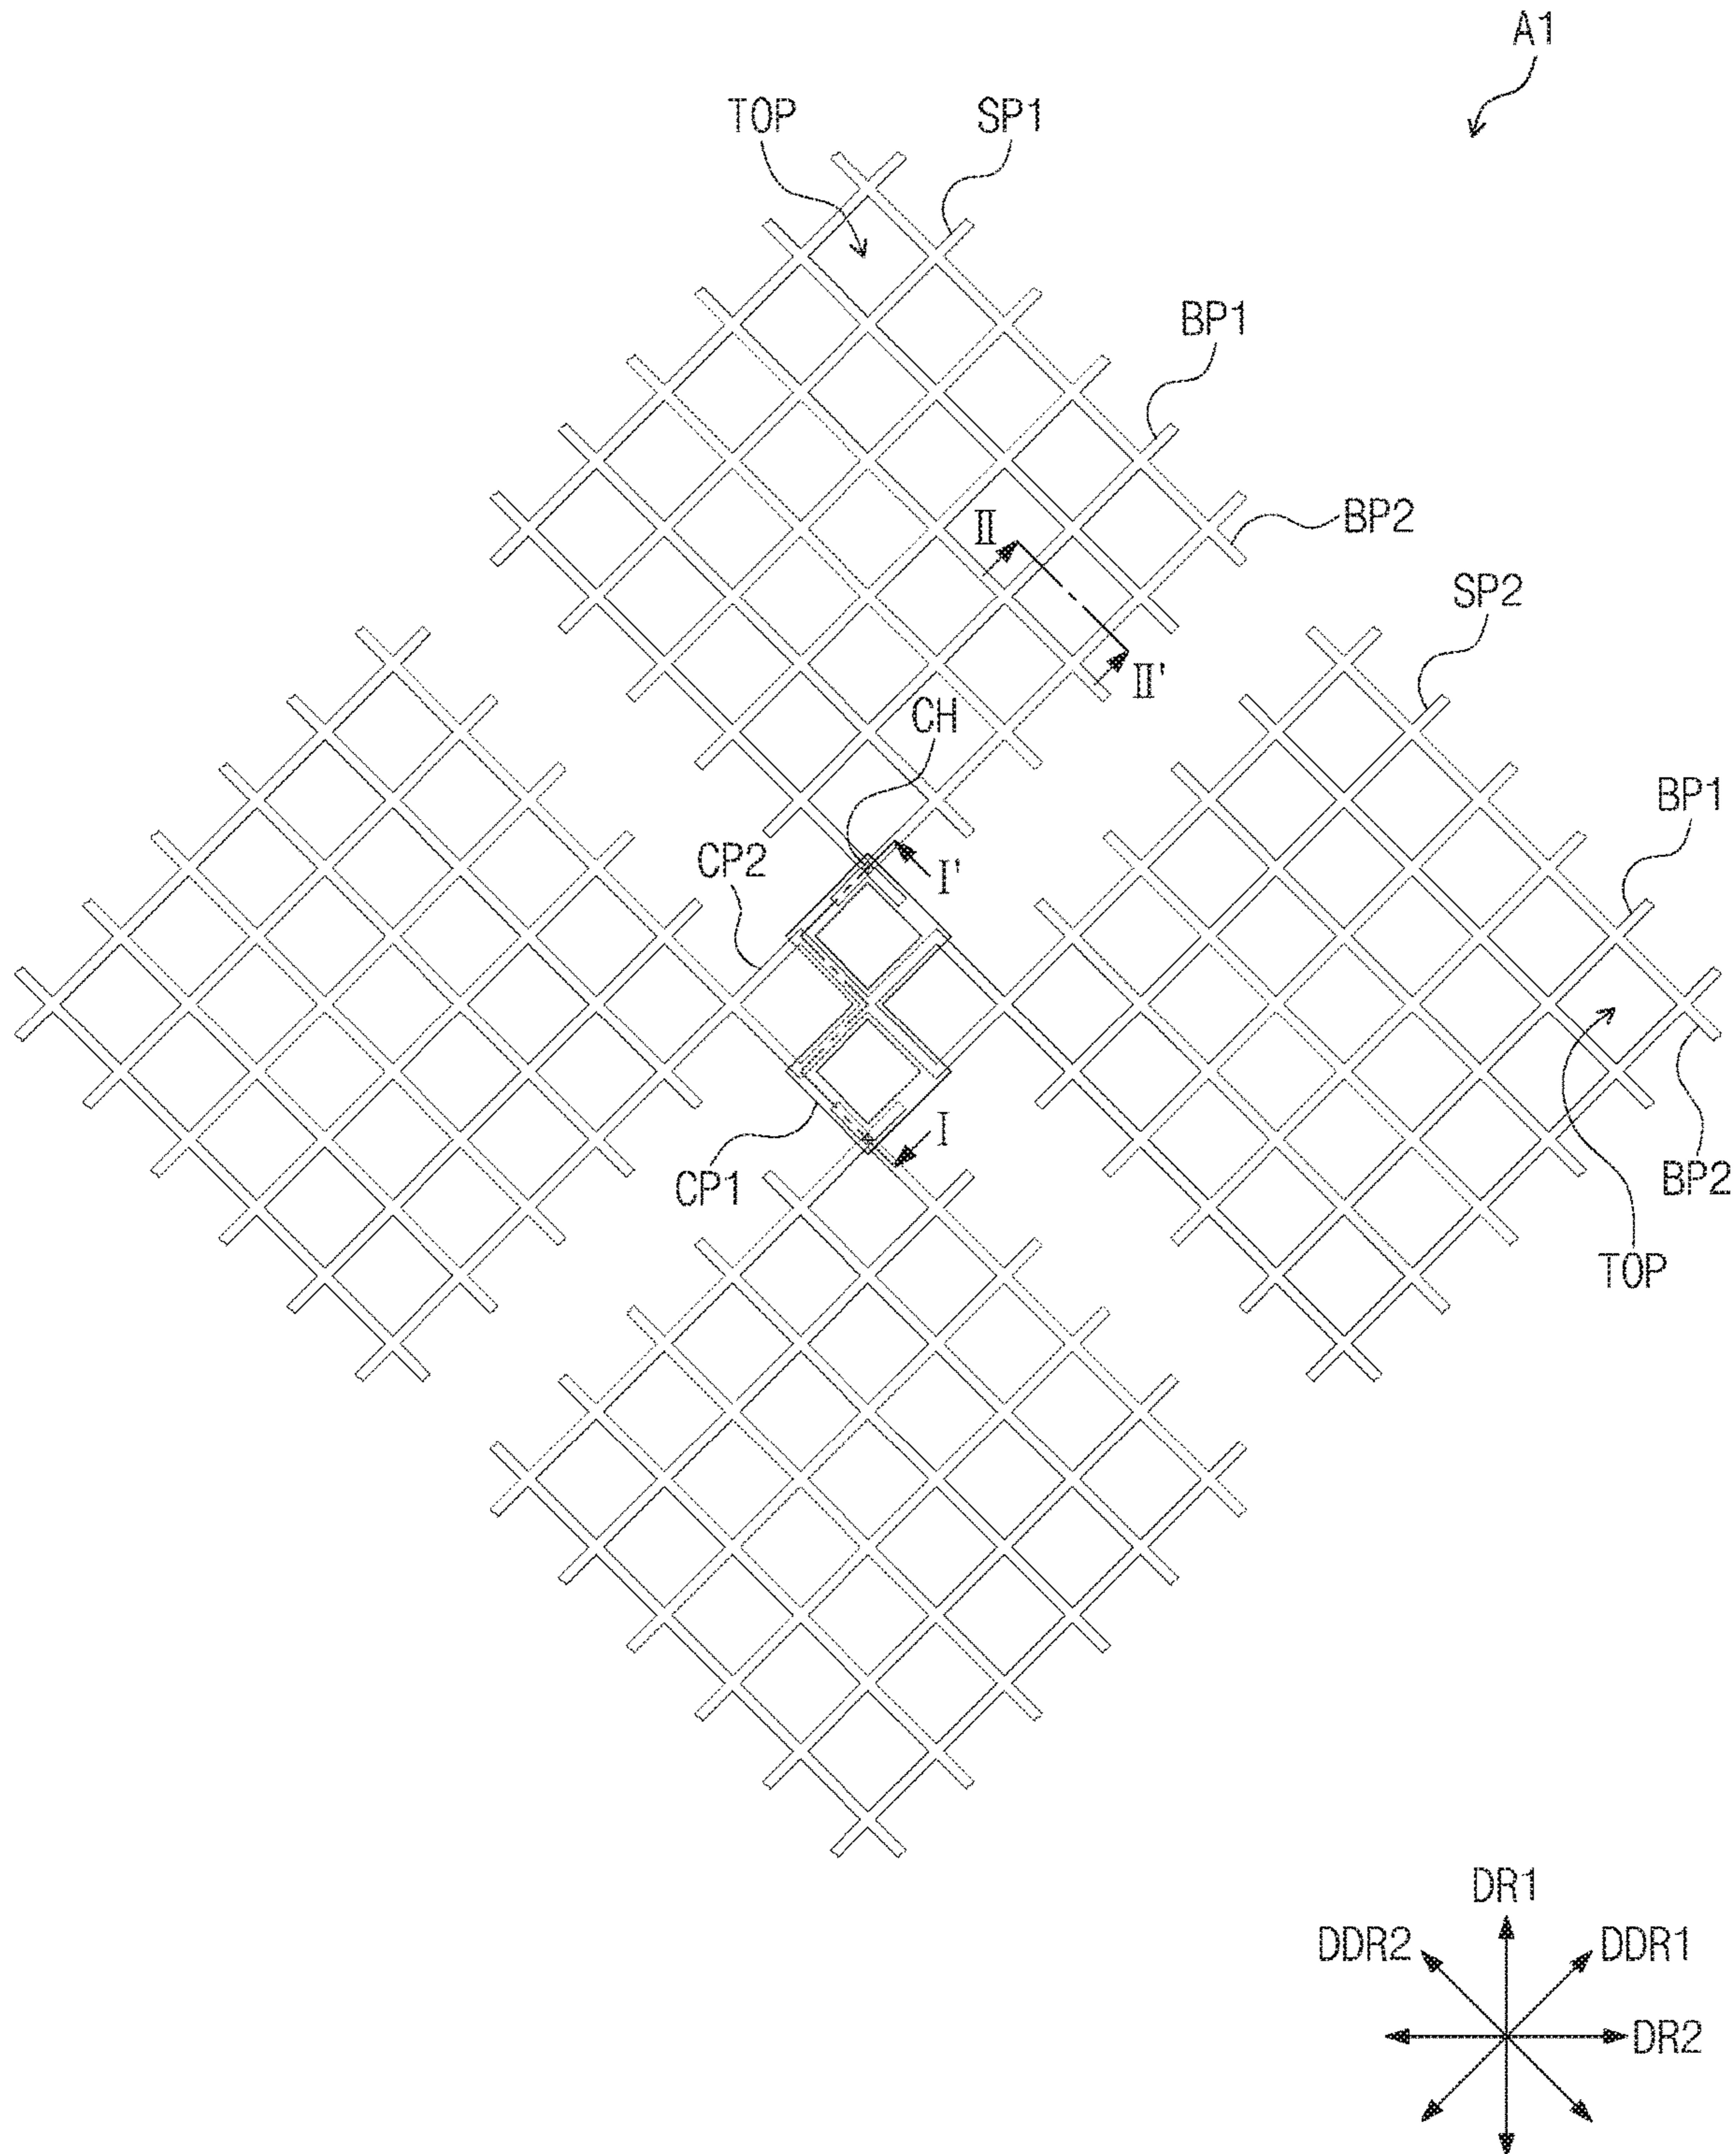 A1
TOP
SP1
BP1
II
BP2
SP2
II'
CH
BP1
CP2
I'
I
CP1
BP2
TOP
DR1
DDR2
DDR1
DR2